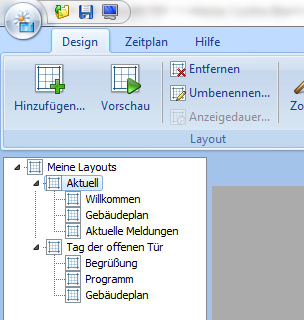 Design Zeitplan Hilfe
Entfernen
Hinzufügen... Vorschau Umbenennen...
Anzeigedauer...
Layout
Meine Layouts
Aktuell
Willkommen
Gebäudeplan
Aktuelle Meldungen
Tag der offenen Tür
Begrüßung
Programm
Gebäudeplan